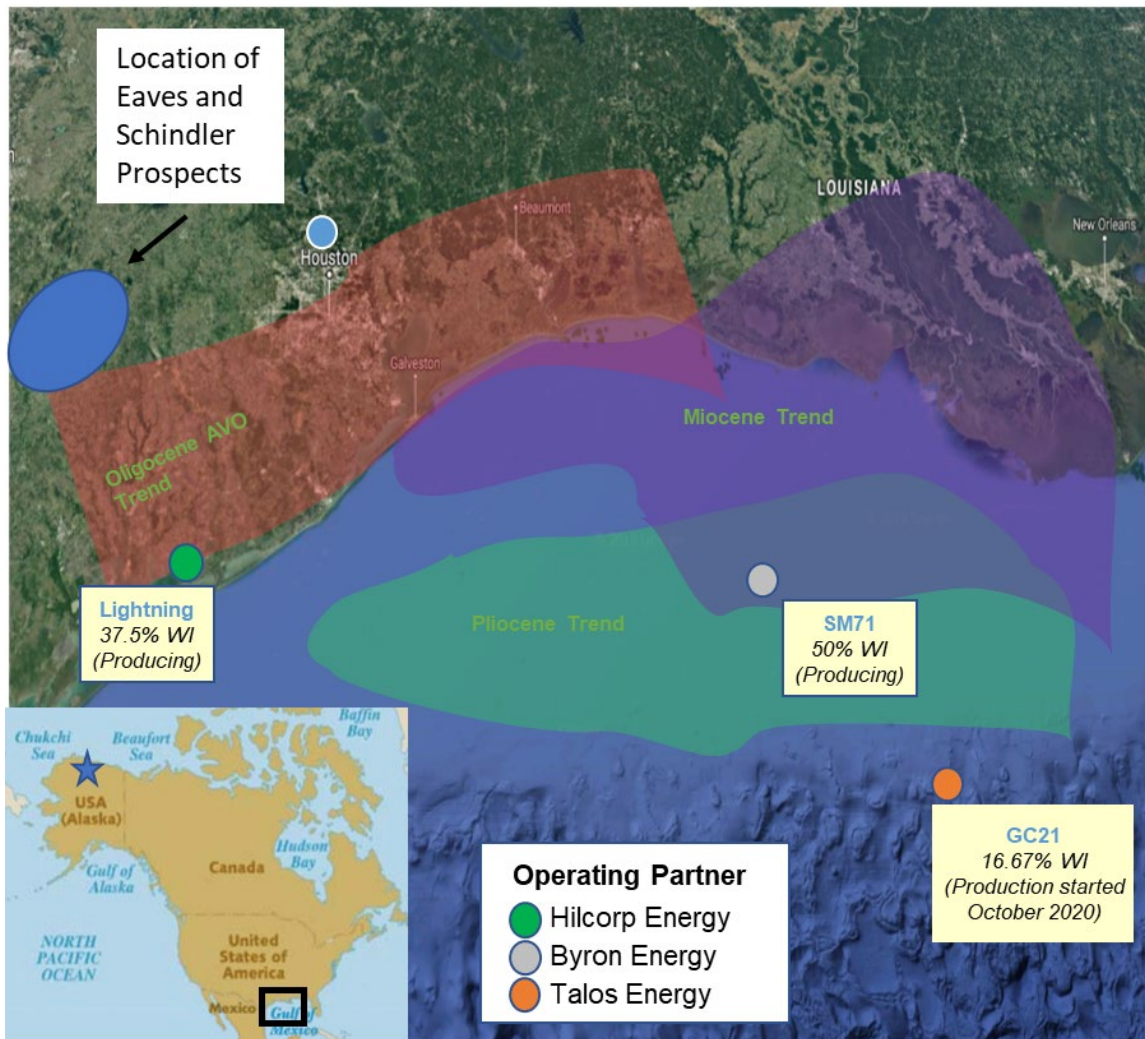 Location of
Eaves and
Schindler
Prospects
LOUISIANA
Beaumont
New Orleans
Houston
Galveston
Oligocene AVO
Trend
Miocene Trend
Pliocene Trend
Lightning
37.5% WI
(Producing)
SM71
50% WI
(Producing)
GC21
16.67% WI
(Production started
October 2020)
Operating Partner
Hilcorp Energy
Byron Energy
Talos Energy
Chukchi
Sea
Beaufort
Sea
Baffin
Bay
USA
(Alaska)
Gulf of
Alaska
Canada
Hudson
Bay
NORTH
PACIFIC
OCEAN
United
States of
America
Mexico
Gulf of
Mexico